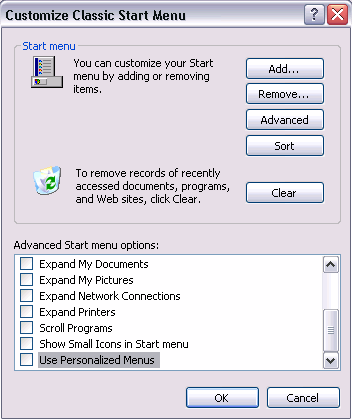 Customize Classic Start Menu
Start menu
You can customize your Start
menu by adding or removing
items.
Add...
Remove...
Advanced
Sort
To remove records of recently
accessed documents, programs,
and Web sites, click Clear.
Clear
Advanced Start menu options:
Expand My Documents
Expand My Pictures
Expand Network Connections
Expand Printers
Scroll Programs
Show Small Icons in Start menu
Use Personalized Menus
OK
Cancel